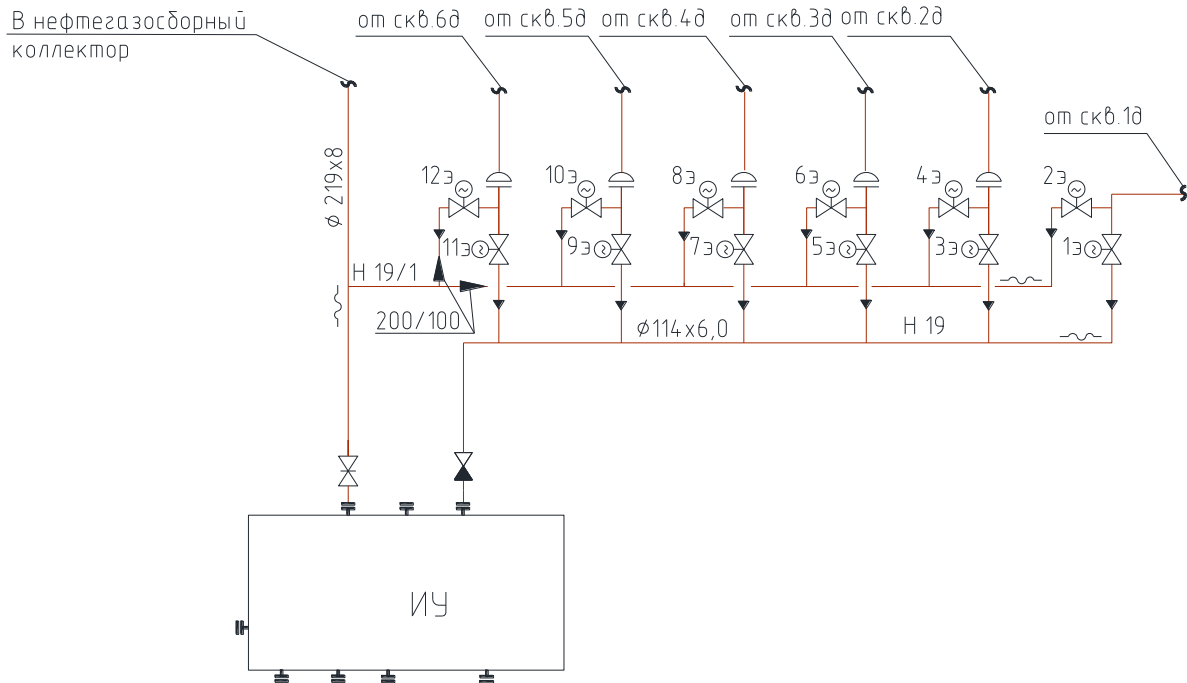 В нефтегазосборный
коллектор
от скв.6д
от скв.5д
от скв.4д
от скв.3д
от скв.2д
от скв.1д
12э
10э
8э
6э
4э
2э
11э
9э
7э
5э
3э
1э
ϕ 219х8
Н 19/1
200/100
ϕ114х6,0
Н 19
ИУ